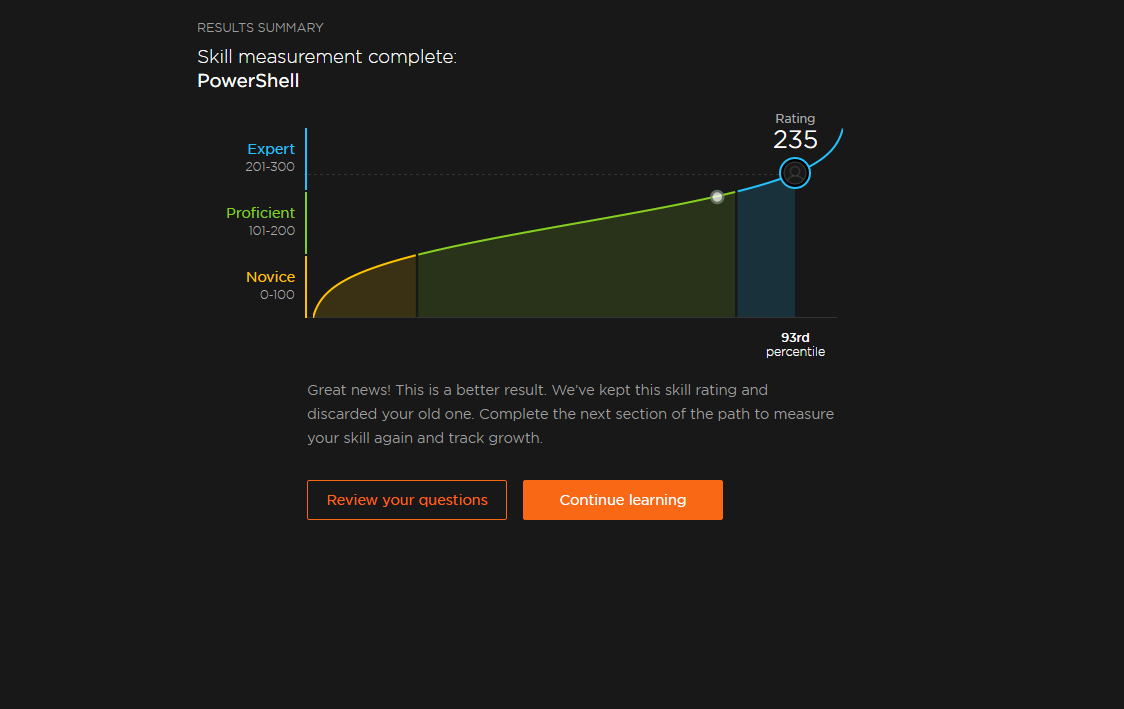 RESULTS SUMMARY
Skill measurement complete:
PowerShell
Rating
235
Expert
201-300
Proficient
101-200
Novice
0-100
93rd
percentile
Great news! This is a better result. We've kept this skill rating and
discarded your old one. Complete the next section of the path to measure
your skill again and track growth.
Review your questions
Continue learning